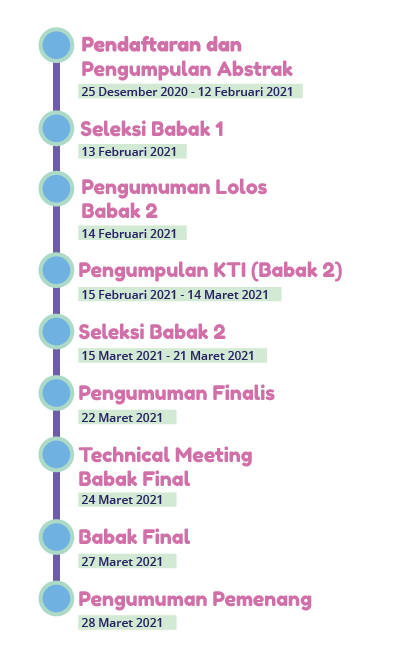 Pendaftaran dan
Pengumpulan Abstrak
25 Desember 2020 - 12 Februari 2021
Seleksi Babak 1
13 Februari 2021
Pengumuman Lolos
Babak 2
14 Februari 2021
Pengumpulan KTI (Babak 2)
15 Februari 2021 - 14 Maret 2021
Seleksi Babak 2
15 Maret 2021 - 21 Maret 2021
Pengumuman Finalis
22 Maret 2021
Technical Meeting
Babak Final
24 Maret 2021
Babak Final
27 Maret 2021
Pengumuman Pemenang
28 Maret 2021